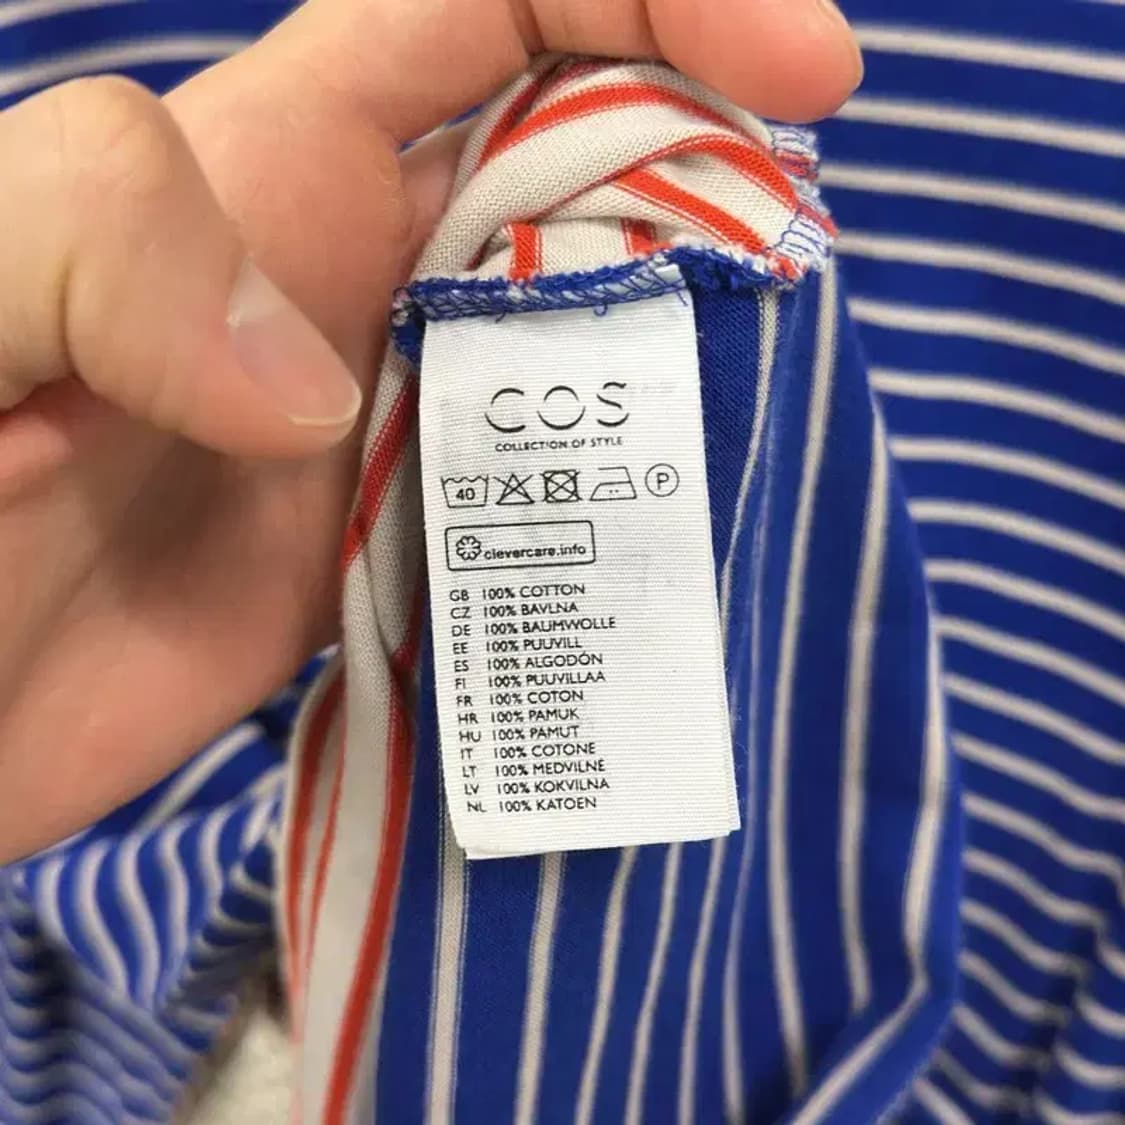 COS
COLLECTION OF STYLE
40 P
clevercare.info
GB 100% COTTON
CZ 100% BAVLNA
DE 100% BAUMWOLLE
EE 100% PUUVILL
ES 100% ALGODÓN
FI 100% PUUVILLAA
FR 100% COTON
HR 100% PAMUK
HU 100% PAMUT
IT 100% COTONE
LT 100% MEDVILNĖ
LV 100% KOKVILNA
NL 100% KATOEN